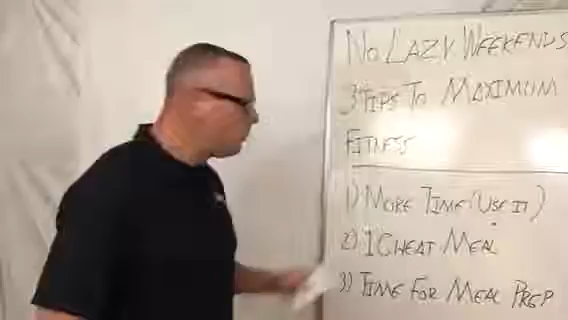 No Lazy Weekends
3 Tips To Maximum
Fitness
1) More Time (Use it)
2) 1 Cheat Meal
3) Time For Meal Prep